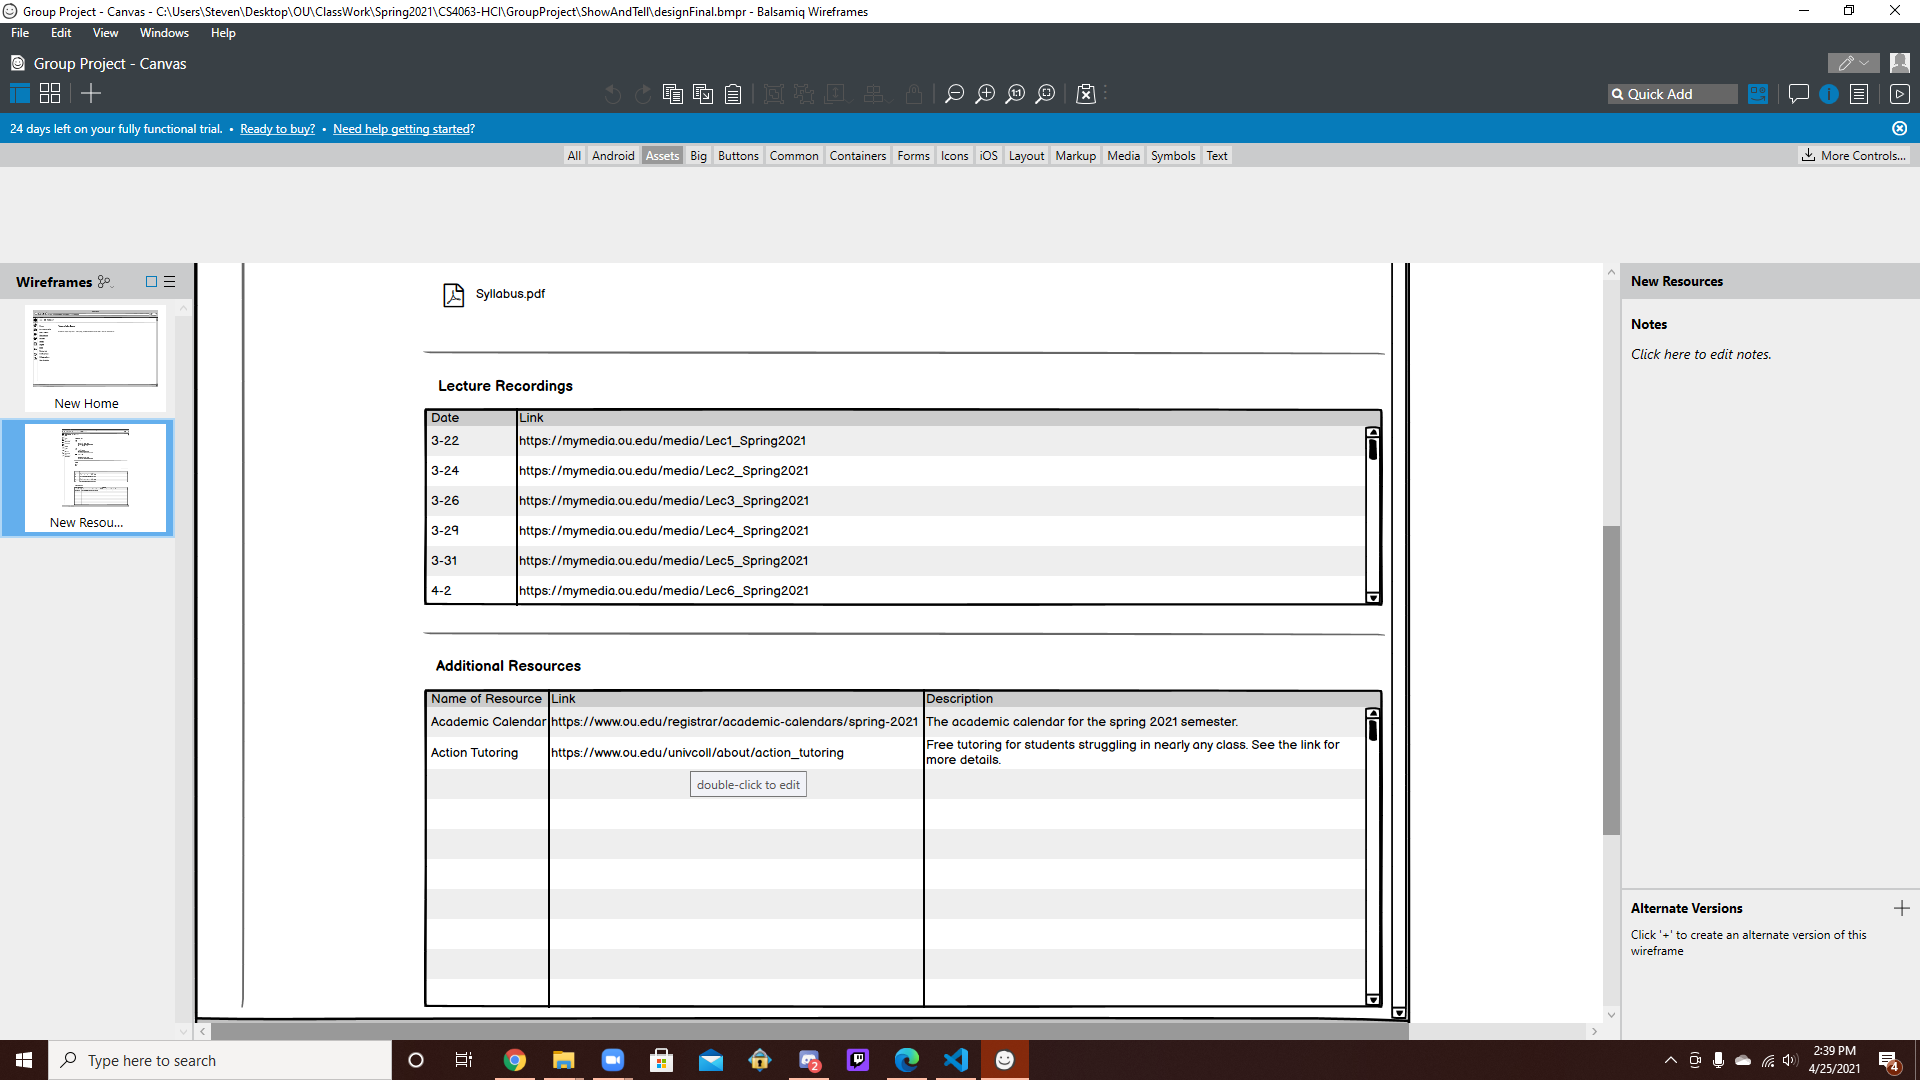 Group Project - Canvas - C:\Users\Steven\Desktop\OU\ClassWork\Spring2021\CS4063-HCI\GroupProject\ShowAndTell\designFinal.bmpr - Balsamiq Wireframes
File Edit View Windows Help
Group Project - Canvas
1:1
Quick Add
24 days left on your fully functional trial. • Ready to buy? • Need help getting started?
All Android Assets Big Buttons Common Containers Forms Icons iOS Layout Markup Media Symbols Text
More Controls...
Wireframes
New Home
New Resou...
Syllabus.pdf
Lecture Recordings
Date Link
3-22 https://mymedia.ou.edu/media/Lec1_Spring2021
3-24 https://mymedia.ou.edu/media/Lec2_Spring2021
3-26 https://mymedia.ou.edu/media/Lec3_Spring2021
3-29 https://mymedia.ou.edu/media/Lec4_Spring2021
3-31 https://mymedia.ou.edu/media/Lec5_Spring2021
4-2 https://mymedia.ou.edu/media/Lec6_Spring2021
Additional Resources
Name of Resource Link Description
Academic Calendar https://www.ou.edu/registrar/academic-calendars/spring-2021 The academic calendar for the spring 2021 semester.
Action Tutoring https://www.ou.edu/univcoll/about/action_tutoring Free tutoring for students struggling in nearly any class. See the link for
more details.
double-click to edit
New Resources
Notes
Click here to edit notes.
Alternate Versions
Click '+' to create an alternate version of this
wireframe
Type here to search
2
2:39 PM
4/25/2021
4